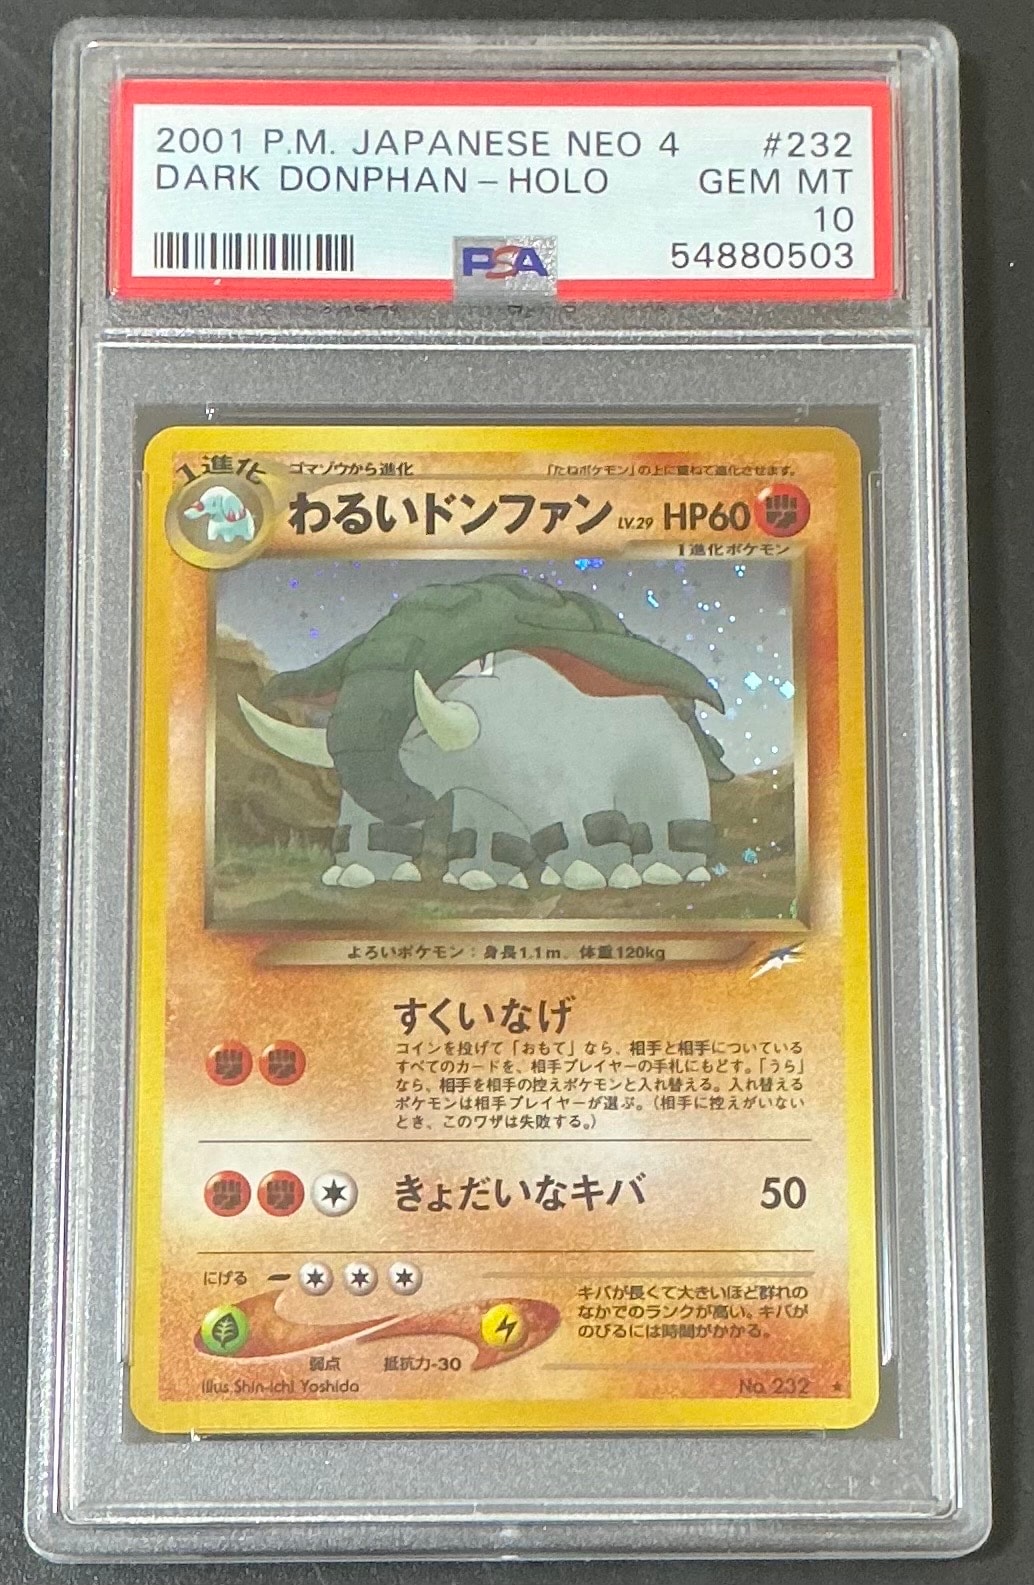 2001 P.M. JAPANESE NEO 4 #232
DARK DONPHAN - HOLO GEM MT
10
PSA 54880503
1進化
ゴマゾウから進化 「たねポケモン」の上に重ねて進化させます。
わるいドンファン LV.29 HP60
1進化ポケモン
よろいポケモン：身長1.1m 体重120kg
すくいなげ
コインを投げて「おもて」なら、相手と相手についている
すべてのカードを、相手プレイヤーの手札にもどす。「うら」
なら、相手を相手の控えポケモンと入れ替える。入れ替える
ポケモンは相手プレイヤーが選ぶ。（相手に控えがいない
とき、このワザは失敗する。）
きょだいなキバ 50
にげる
キバが長くて大きいほど群れの
なかでのランクが高い。キバが
のびるには時間がかかる。
弱点 抵抗力-30
Illus.Shin-ichi Yoshida No.232 ★